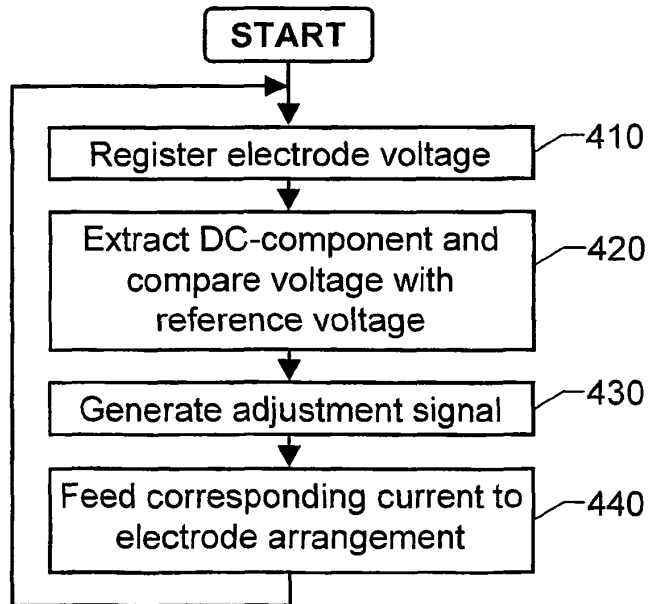 START
Register electrode voltage
410
Extract DC-component and
compare voltage with
reference voltage
420
Generate adjustment signal
430
Feed corresponding current to
electrode arrangement
440